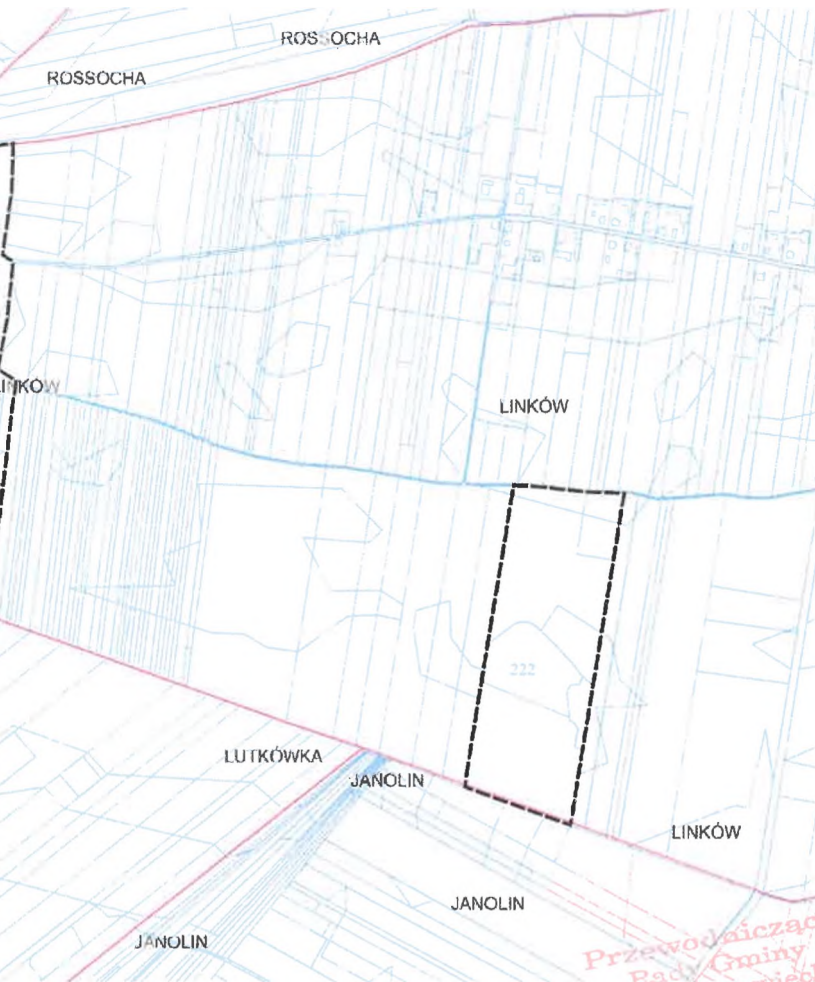 ROSSOCHA
ROSSOCHA
LINKÓW
LINKÓW
222
LUTKÓWKA
JANOLIN
LINKÓW
JANOLIN
JANOLIN
Przewodnicząc
Rady Gminy